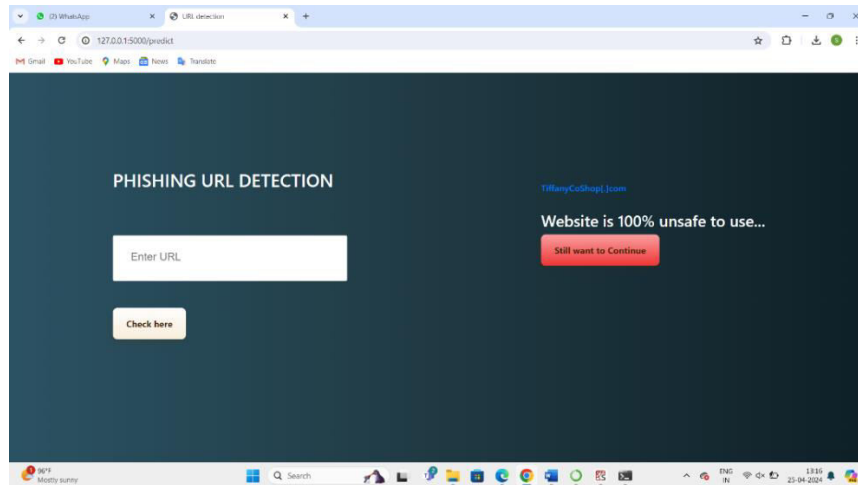 (2) WhatsApp
URL detection
127.0.0.1:5000/predict
Gmail YouTube Maps News Translate
PHISHING URL DETECTION
Enter URL
Check here
TiffanyCoShop[.]com
Website is 100% unsafe to use...
Still want to Continue
96°F
Mostly sunny
Search
ENG
IN
13:16
25-04-2024